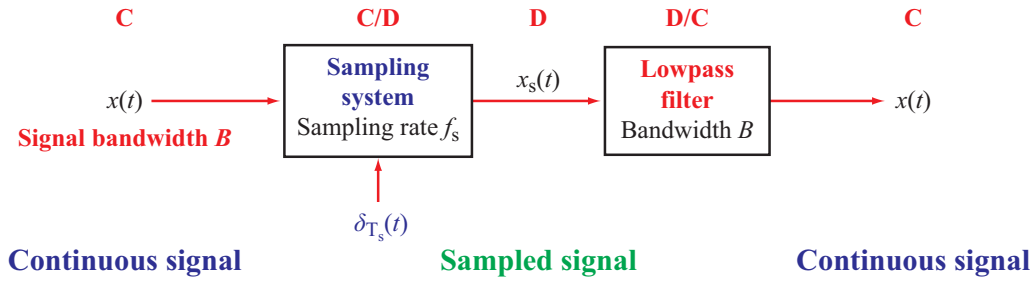 C C/D D D/C C
Sampling
system
Sampling rate fs
Lowpass
filter
Bandwidth B
x(t) xs(t) x(t)
Signal bandwidth B
δTs(t)
Continuous signal Sampled signal Continuous signal